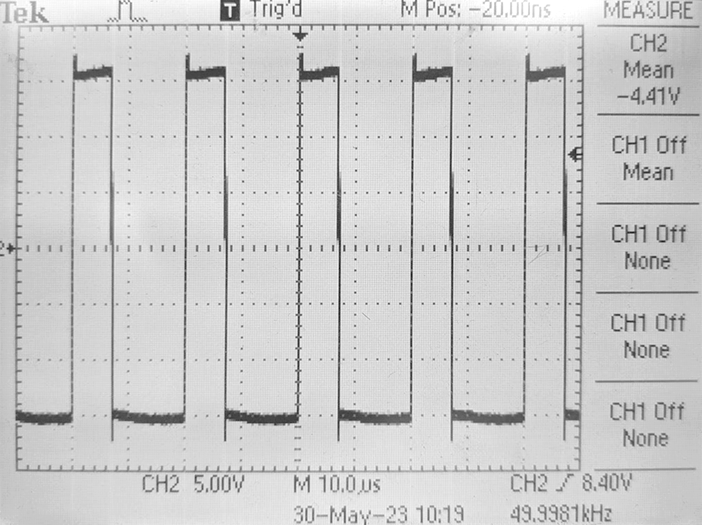 Tek T Trig'd M Pos: -20.00ns MEASURE
CH2
Mean
-4.41V
CH1 Off
Mean
CH1 Off
None
CH1 Off
None
CH1 Off
None
2
CH2 5.00V M 10.0µs CH2 8.40V
30-May-23 10:19 49.9981kHz